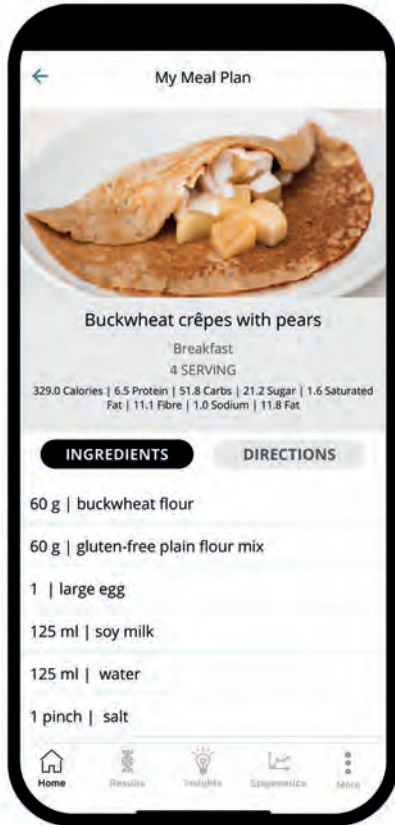 My Meal Plan
Buckwheat crêpes with pears
Breakfast
4 SERVING
329.0 Calories | 6.5 Protein | 51.8 Carbs | 21.2 Sugar | 1.6 Saturated
Fat | 11.1 Fibre | 1.0 Sodium | 11.8 Fat
INGREDIENTS DIRECTIONS
60 g | buckwheat flour
60 g | gluten-free plain flour mix
1 | large egg
125 ml | soy milk
125 ml | water
1 pinch | salt
Home Results Insights Epigenetics More